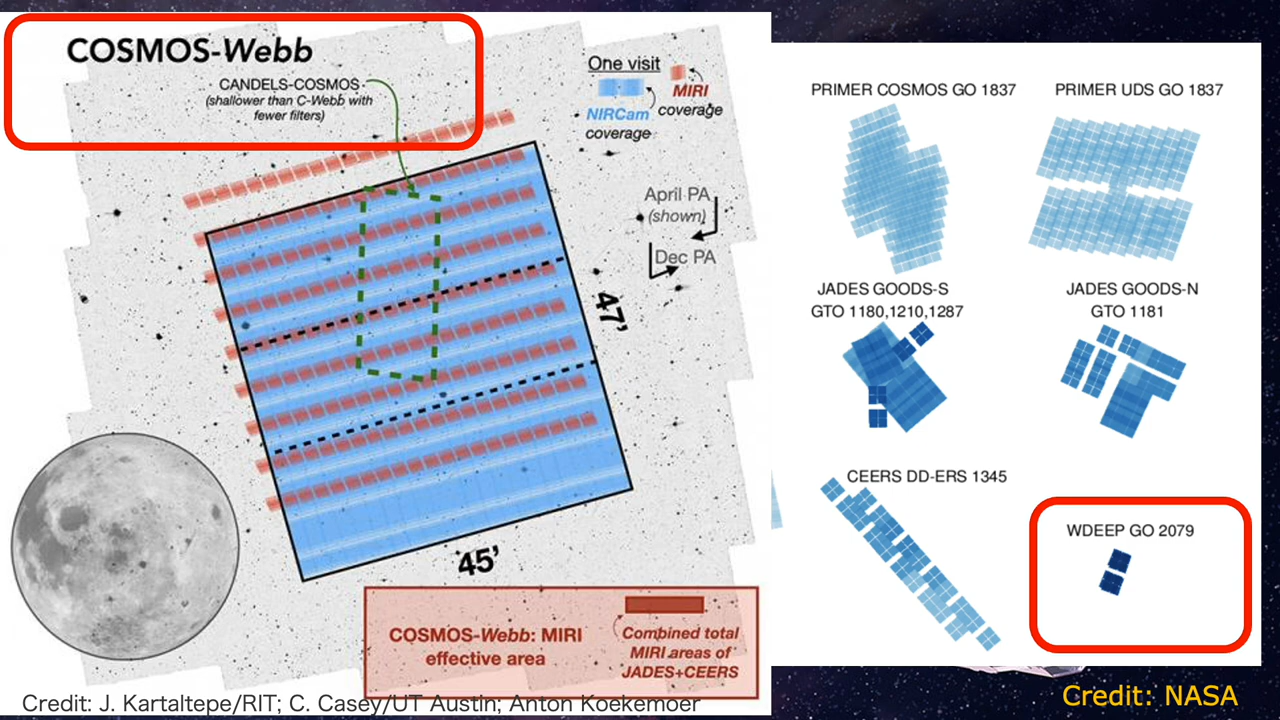 COSMOS-Webb
CANDELS-COSMOS
(shallower than C-Webb with
fewer filters)
One visit
MIRI
coverage
NIRCam
coverage
April PA
(shown)
Dec PA
47'
45'
COSMOS-Webb: MIRI
effective area
Combined total
MIRI areas of
JADES+CEERS
Credit: J. Kartaltepe/RIT; C. Casey/UT Austin; Anton Koekemoer
PRIMER COSMOS GO 1837
PRIMER UDS GO 1837
JADES GOODS-S
GTO 1180,1210,1287
JADES GOODS-N
GTO 1181
CEERS DD-ERS 1345
WDEEP GO 2079
Credit: NASA